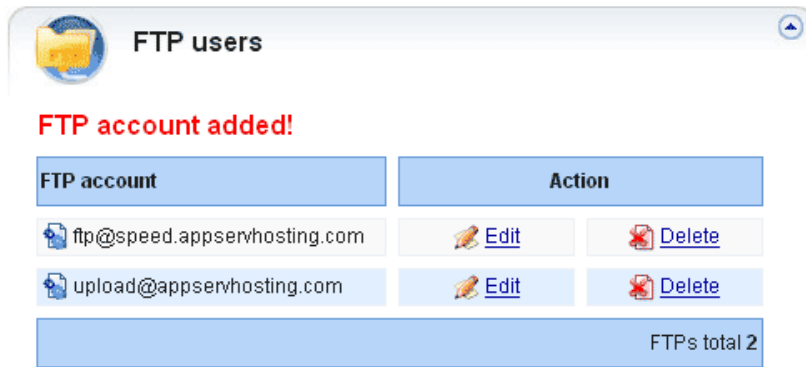 FTP users
FTP account added!
FTP account Action
ftp@speed.appservhosting.com Edit Delete
upload@appservhosting.com Edit Delete
FTPs total 2